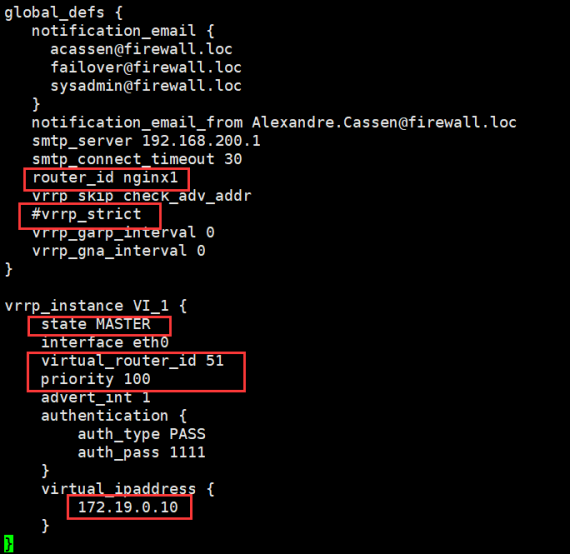 global_defs {
   notification_email {
     acassen@firewall.loc
     failover@firewall.loc
     sysadmin@firewall.loc
   }
   notification_email_from Alexandre.Cassen@firewall.loc
   smtp_server 192.168.200.1
   smtp_connect_timeout 30
   router_id nginx1
   vrrp_skip_check_adv_addr
   #vrrp_strict
   vrrp_garp_interval 0
   vrrp_gna_interval 0
}
vrrp_instance VI_1 {
    state MASTER
    interface eth0
    virtual_router_id 51
    priority 100
    advert_int 1
    authentication {
        auth_type PASS
        auth_pass 1111
    }
    virtual_ipaddress {
        172.19.0.10
    }
}